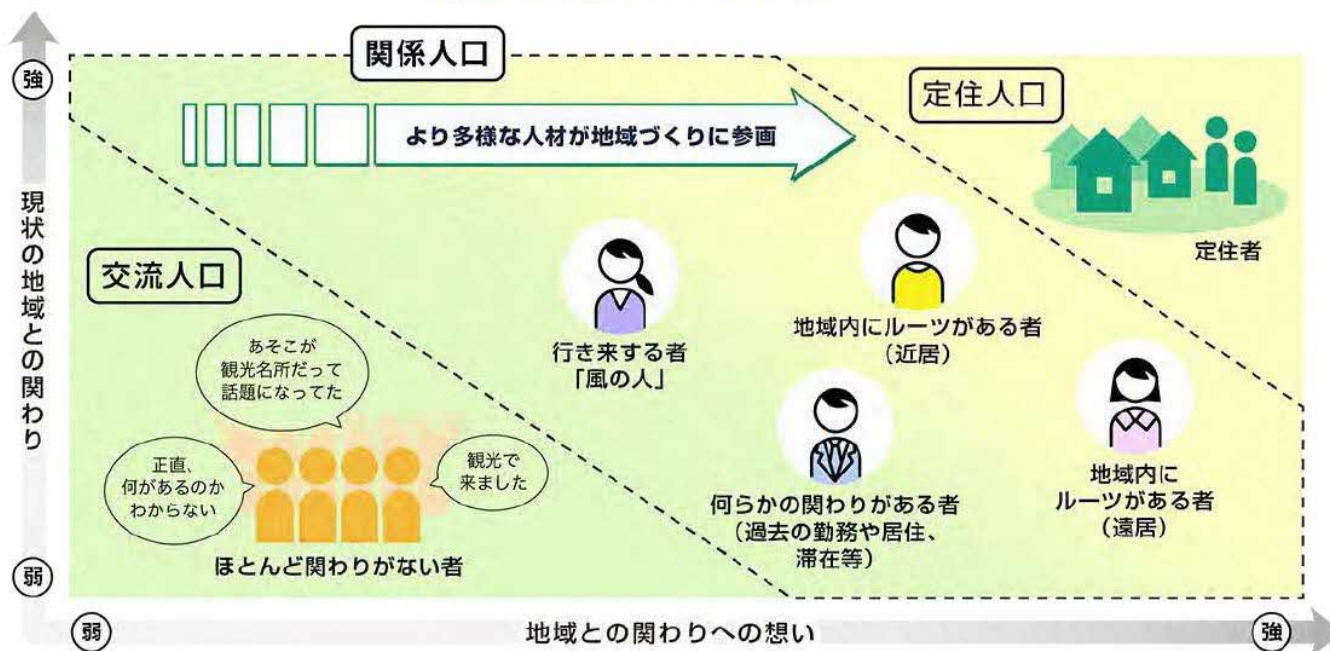 関係人口
強
定住人口
より多様な人材が地域づくりに参画
現状の地域との関わり
定住者
交流人口
行き来する者
「風の人」
地域内にルーツがある者
（近居）
あそこが
観光名所だって
話題になってた
正直、
何があるのか
わからない
観光で
来ました
ほとんど関わりがない者
何らかの関わりがある者
（過去の勤務や居住、
滞在等）
地域内に
ルーツがある者
（遠居）
弱
弱
地域との関わりへの想い
強